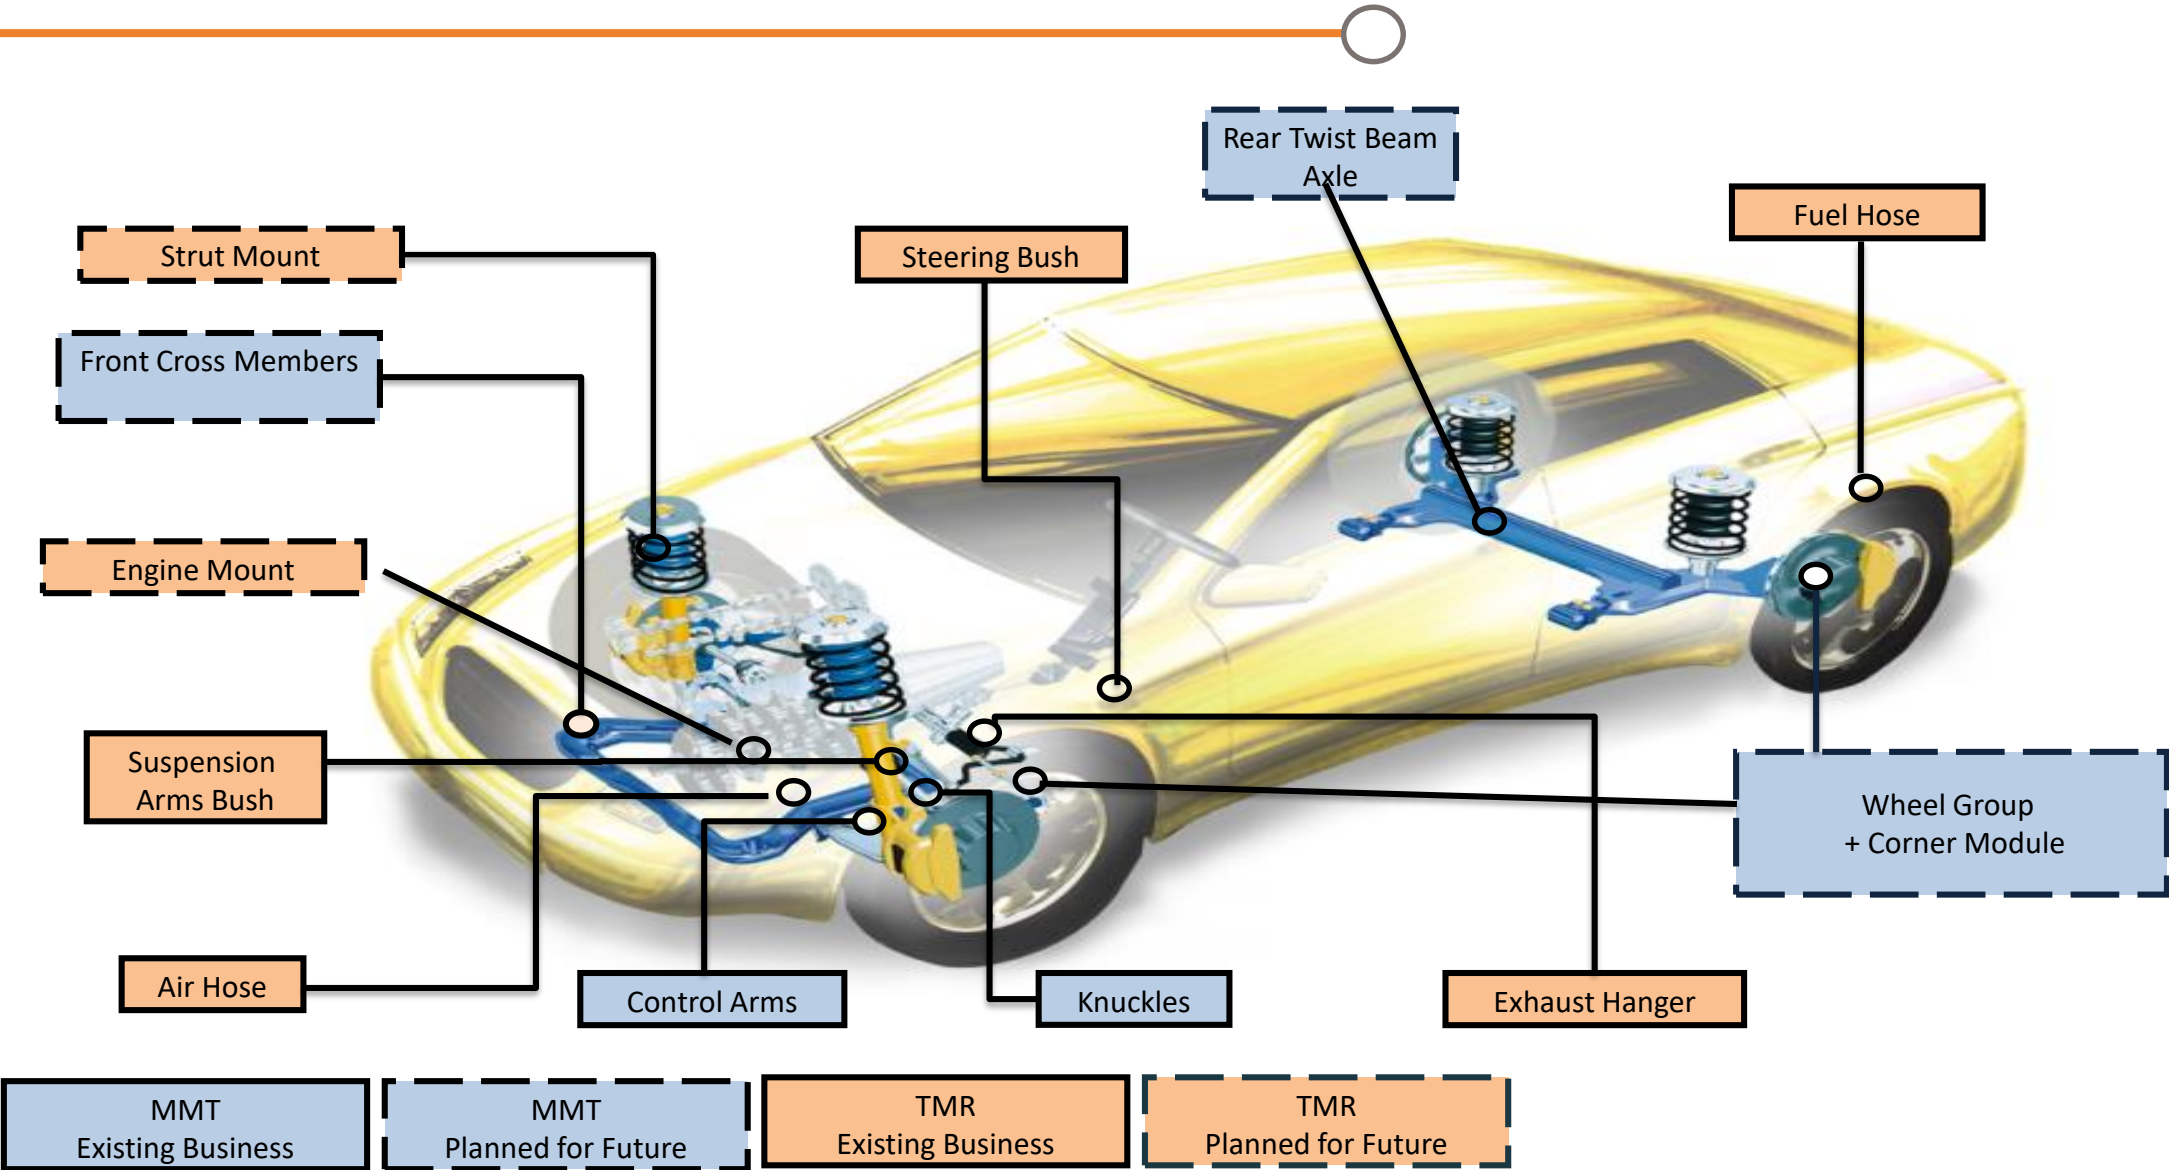 Rear Twist Beam
Axle
Fuel Hose
Strut Mount
Steering Bush
Front Cross Members
Engine Mount
Suspension
Arms Bush
Wheel Group
+ Corner Module
Air Hose
Control Arms
Knuckles
Exhaust Hanger
MMT
Existing Business
MMT
Planned for Future
TMR
Existing Business
TMR
Planned for Future